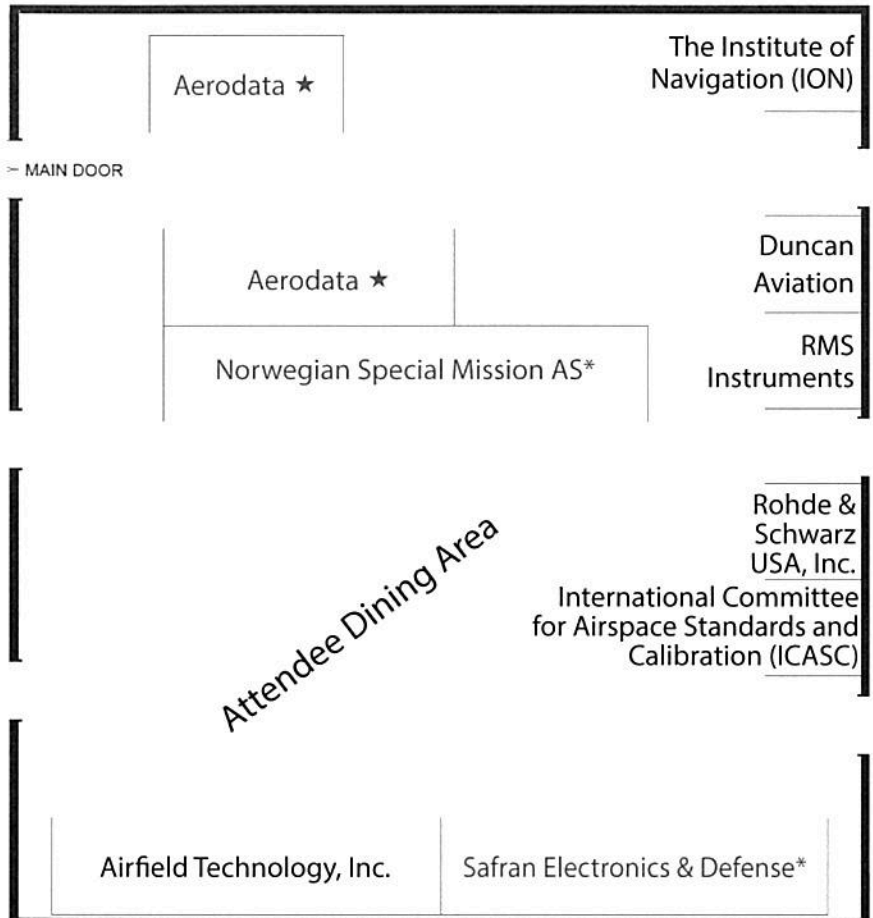 The Institute of
Navigation (ION)
Aerodata ★
MAIN DOOR
Duncan
Aviation
Aerodata ★
RMS
Instruments
Norwegian Special Mission AS*
Rohde &
Schwarz
USA, Inc.
Attendee Dining Area
International Committee
for Airspace Standards and
Calibration (ICASC)
Airfield Technology, Inc.
Safran Electronics & Defense*